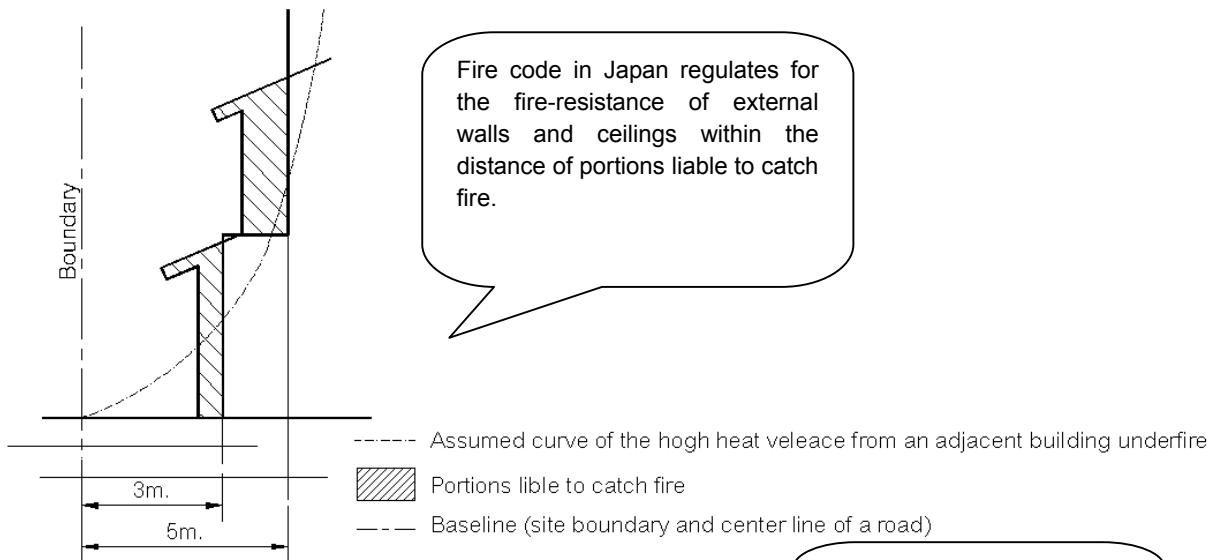 Fire code in Japan regulates for
the fire-resistance of external
walls and ceilings within the
distance of portions liable to catch
fire.
Boundary
Assumed curve of the hogh heat veleace from an adjacent building underfire
Portions lible to catch fire
Baseline (site boundary and center line of a road)
3m.
5m.